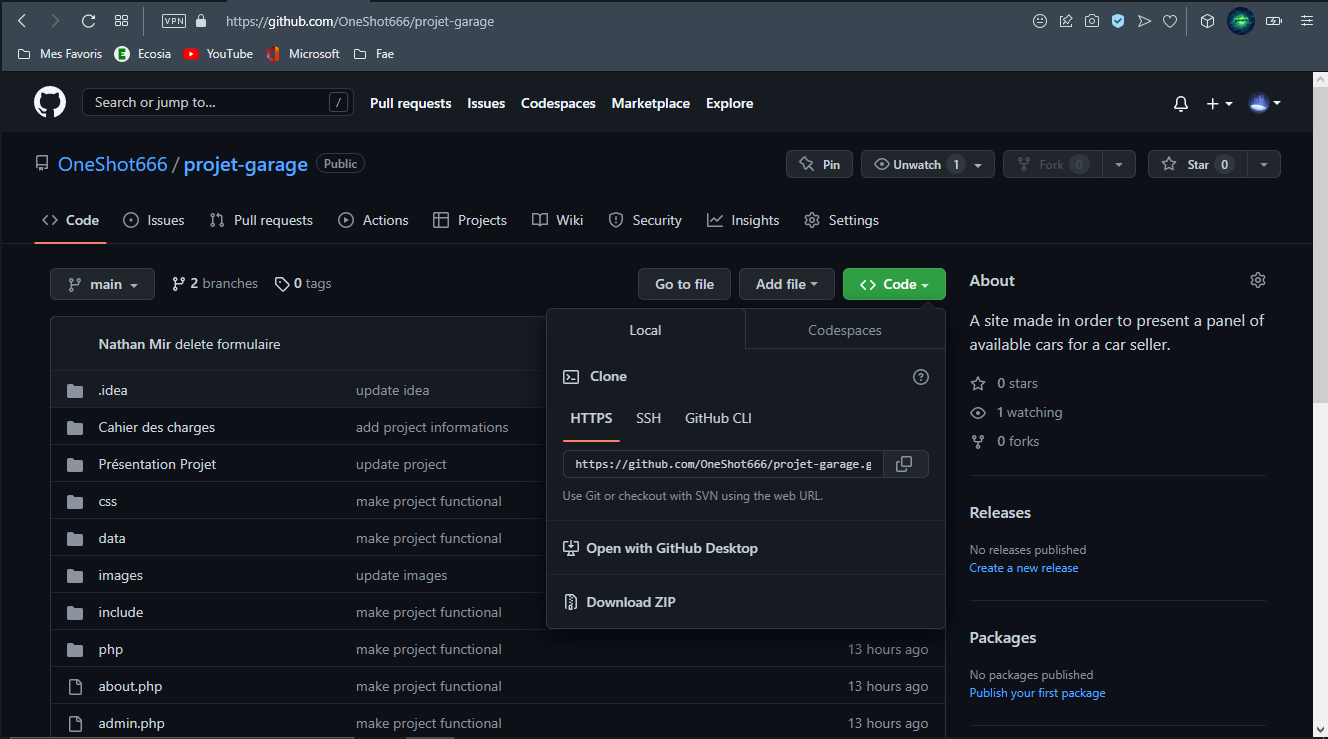 VPN
https://github.com/OneShot666/projet-garage
Mes Favoris Ecosia YouTube Microsoft Fae
Search or jump to... / Pull requests Issues Codespaces Marketplace Explore
OneShot666 / projet-garage Public
Pin Unwatch 1 Fork 0 Star 0
Code Issues Pull requests Actions Projects Wiki Security Insights Settings
main 2 branches 0 tags Go to file Add file Code
Nathan Mir delete formulaire
.idea update idea
Cahier des charges add project informations
Présentation Projet update project
css make project functional
data make project functional
images update images
include make project functional
php make project functional 13 hours ago
about.php make project functional 13 hours ago
admin.php make project functional 13 hours ago
Local Codespaces
Clone
HTTPS SSH GitHub CLI
https://github.com/OneShot666/projet-garage.g
Use Git or checkout with SVN using the web URL.
Open with GitHub Desktop
Download ZIP
About
A site made in order to present a panel of
available cars for a car seller.
0 stars
1 watching
0 forks
Releases
No releases published
Create a new release
Packages
No packages published
Publish your first package